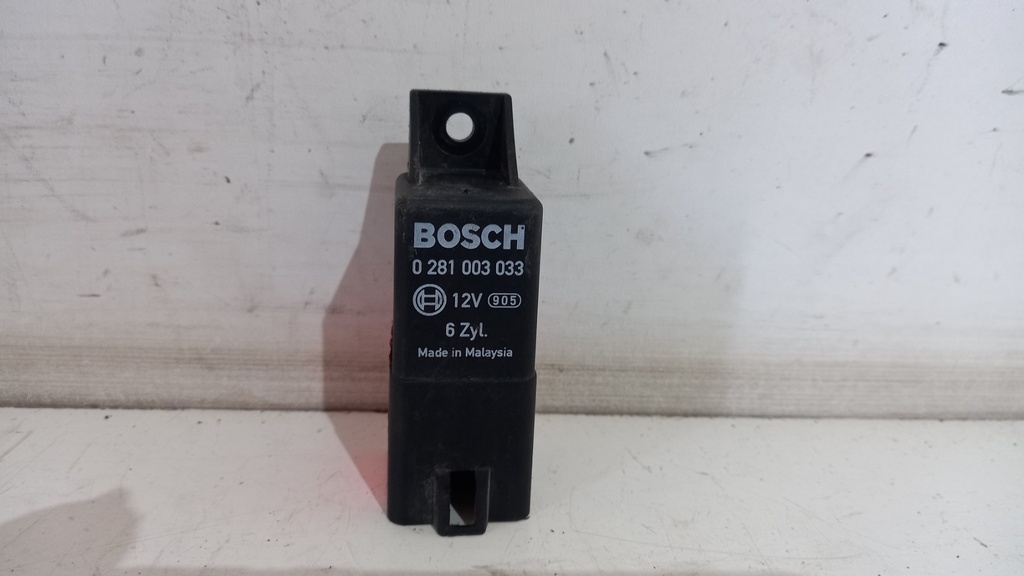 BOSCH
0 281 003 033
12V 905
6 Zyl.
Made in Malaysia